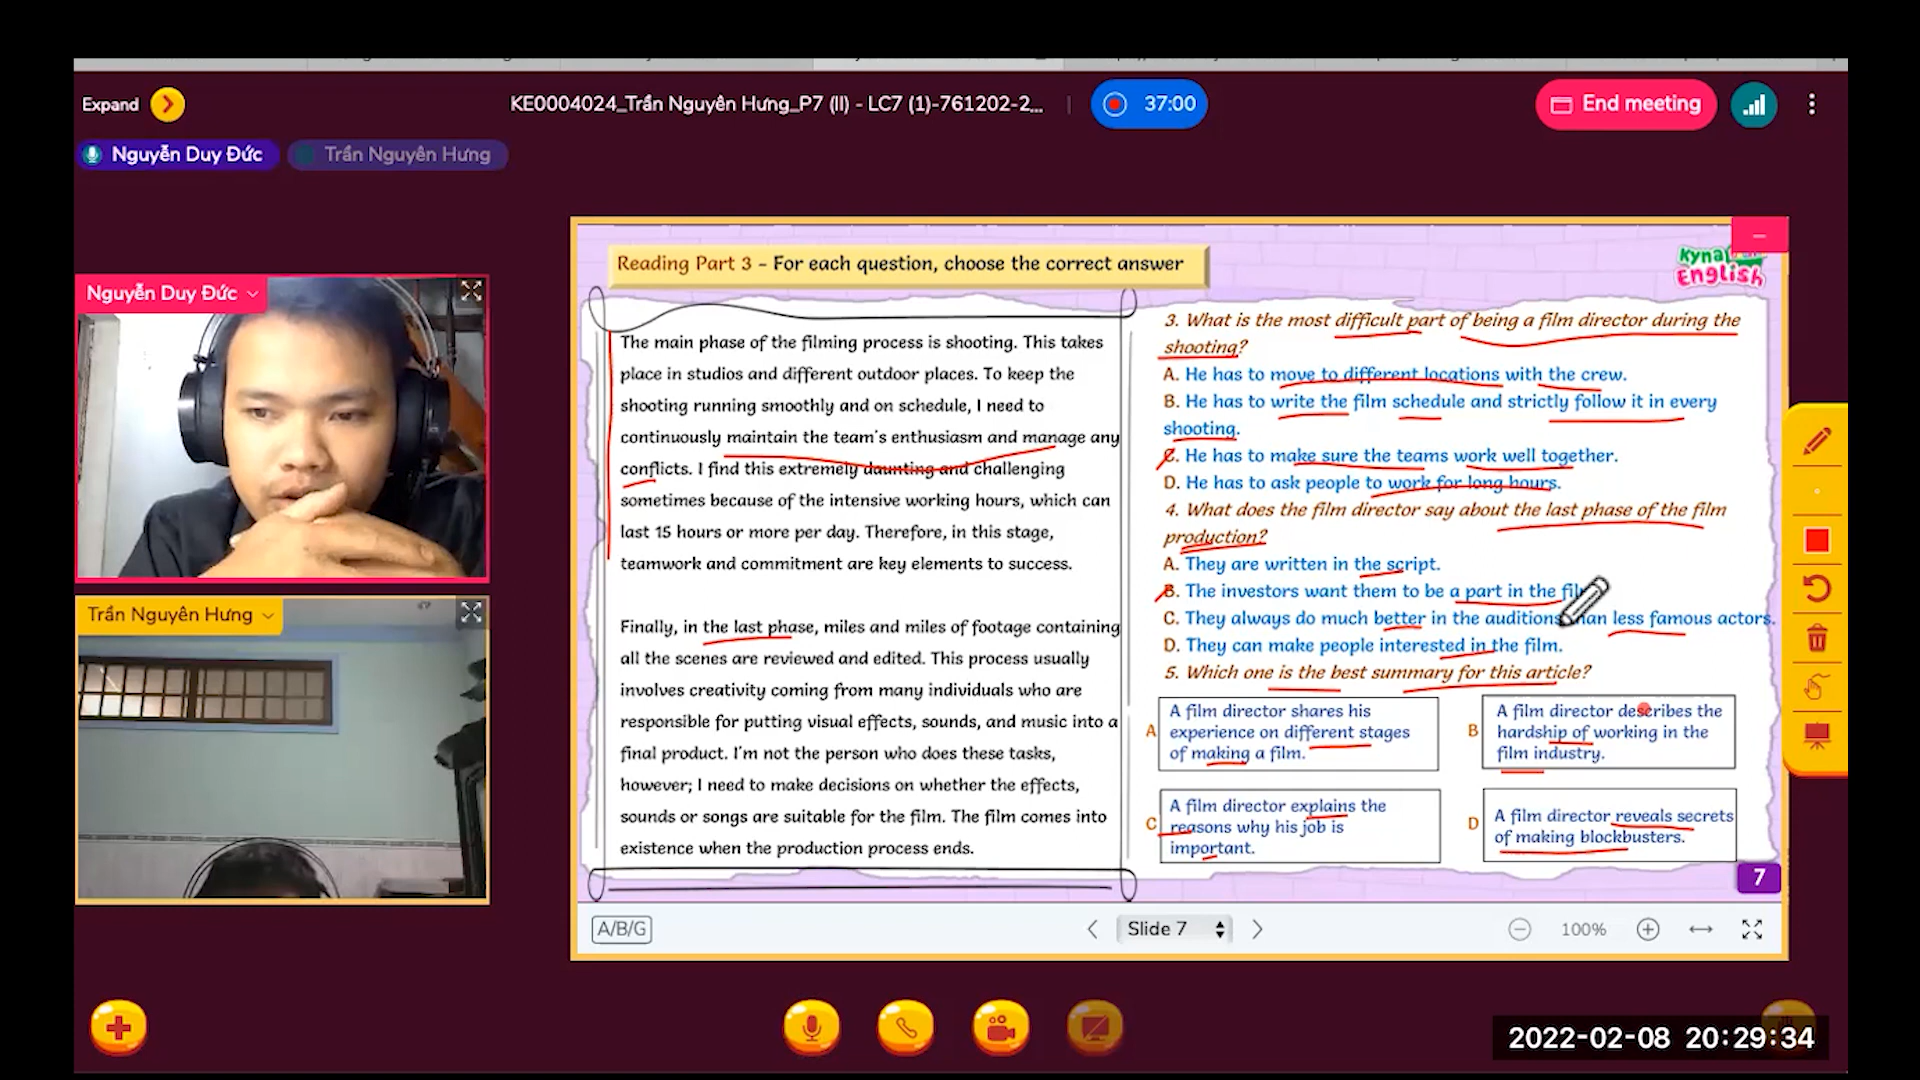 Expand
KE0004024_Trần Nguyên Hưng_P7 (II) - LC7 (1)-761202-2...
37:00
End meeting
Nguyễn Duy Đức
Trần Nguyên Hưng
Nguyễn Duy Đức
Trần Nguyên Hưng
Reading Part 3 - For each question, choose the correct answer
Kyna
English
The main phase of the filming process is shooting. This takes
place in studios and different outdoor places. To keep the
shooting running smoothly and on schedule, I need to
continuously maintain the team's enthusiasm and manage any
conflicts. I find this extremely daunting and challenging
sometimes because of the intensive working hours, which can
last 15 hours or more per day. Therefore, in this stage,
teamwork and commitment are key elements to success.
Finally, in the last phase, miles and miles of footage containing
all the scenes are reviewed and edited. This process usually
involves creativity coming from many individuals who are
responsible for putting visual effects, sounds, and music into a
final product. I'm not the person who does these tasks,
however; I need to make decisions on whether the effects,
sounds or songs are suitable for the film. The film comes into
existence when the production process ends.
3. What is the most difficult part of being a film director during the
shooting?
A. He has to move to different locations with the crew.
B. He has to write the film schedule and strictly follow it in every
shooting.
C. He has to make sure the teams work well together.
D. He has to ask people to work for long hours.
4. What does the film director say about the last phase of the film
production?
A. They are written in the script.
B. The investors want them to be a part in the
C. They always do much better in the auditions than less famous actors.
D. They can make people interested in the film.
5. Which one is the best summary for this article?
A
A film director shares his
experience on different stages
of making a film.
B
A film director describes the
hardship of working in the
film industry.
C
A film director explains the
reasons why his job is
important.
D
A film director reveals secrets
of making blockbusters.
7
A/B/G
Slide 7
100%
2022-02-08 20:29:34